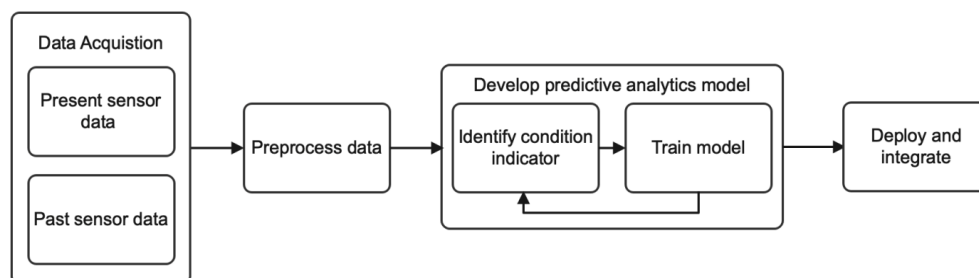 Data Acquistion
Present sensor
data
Past sensor data
Preprocess data
Develop predictive analytics model
Identify condition
indicator
Train model
Deploy and
integrate